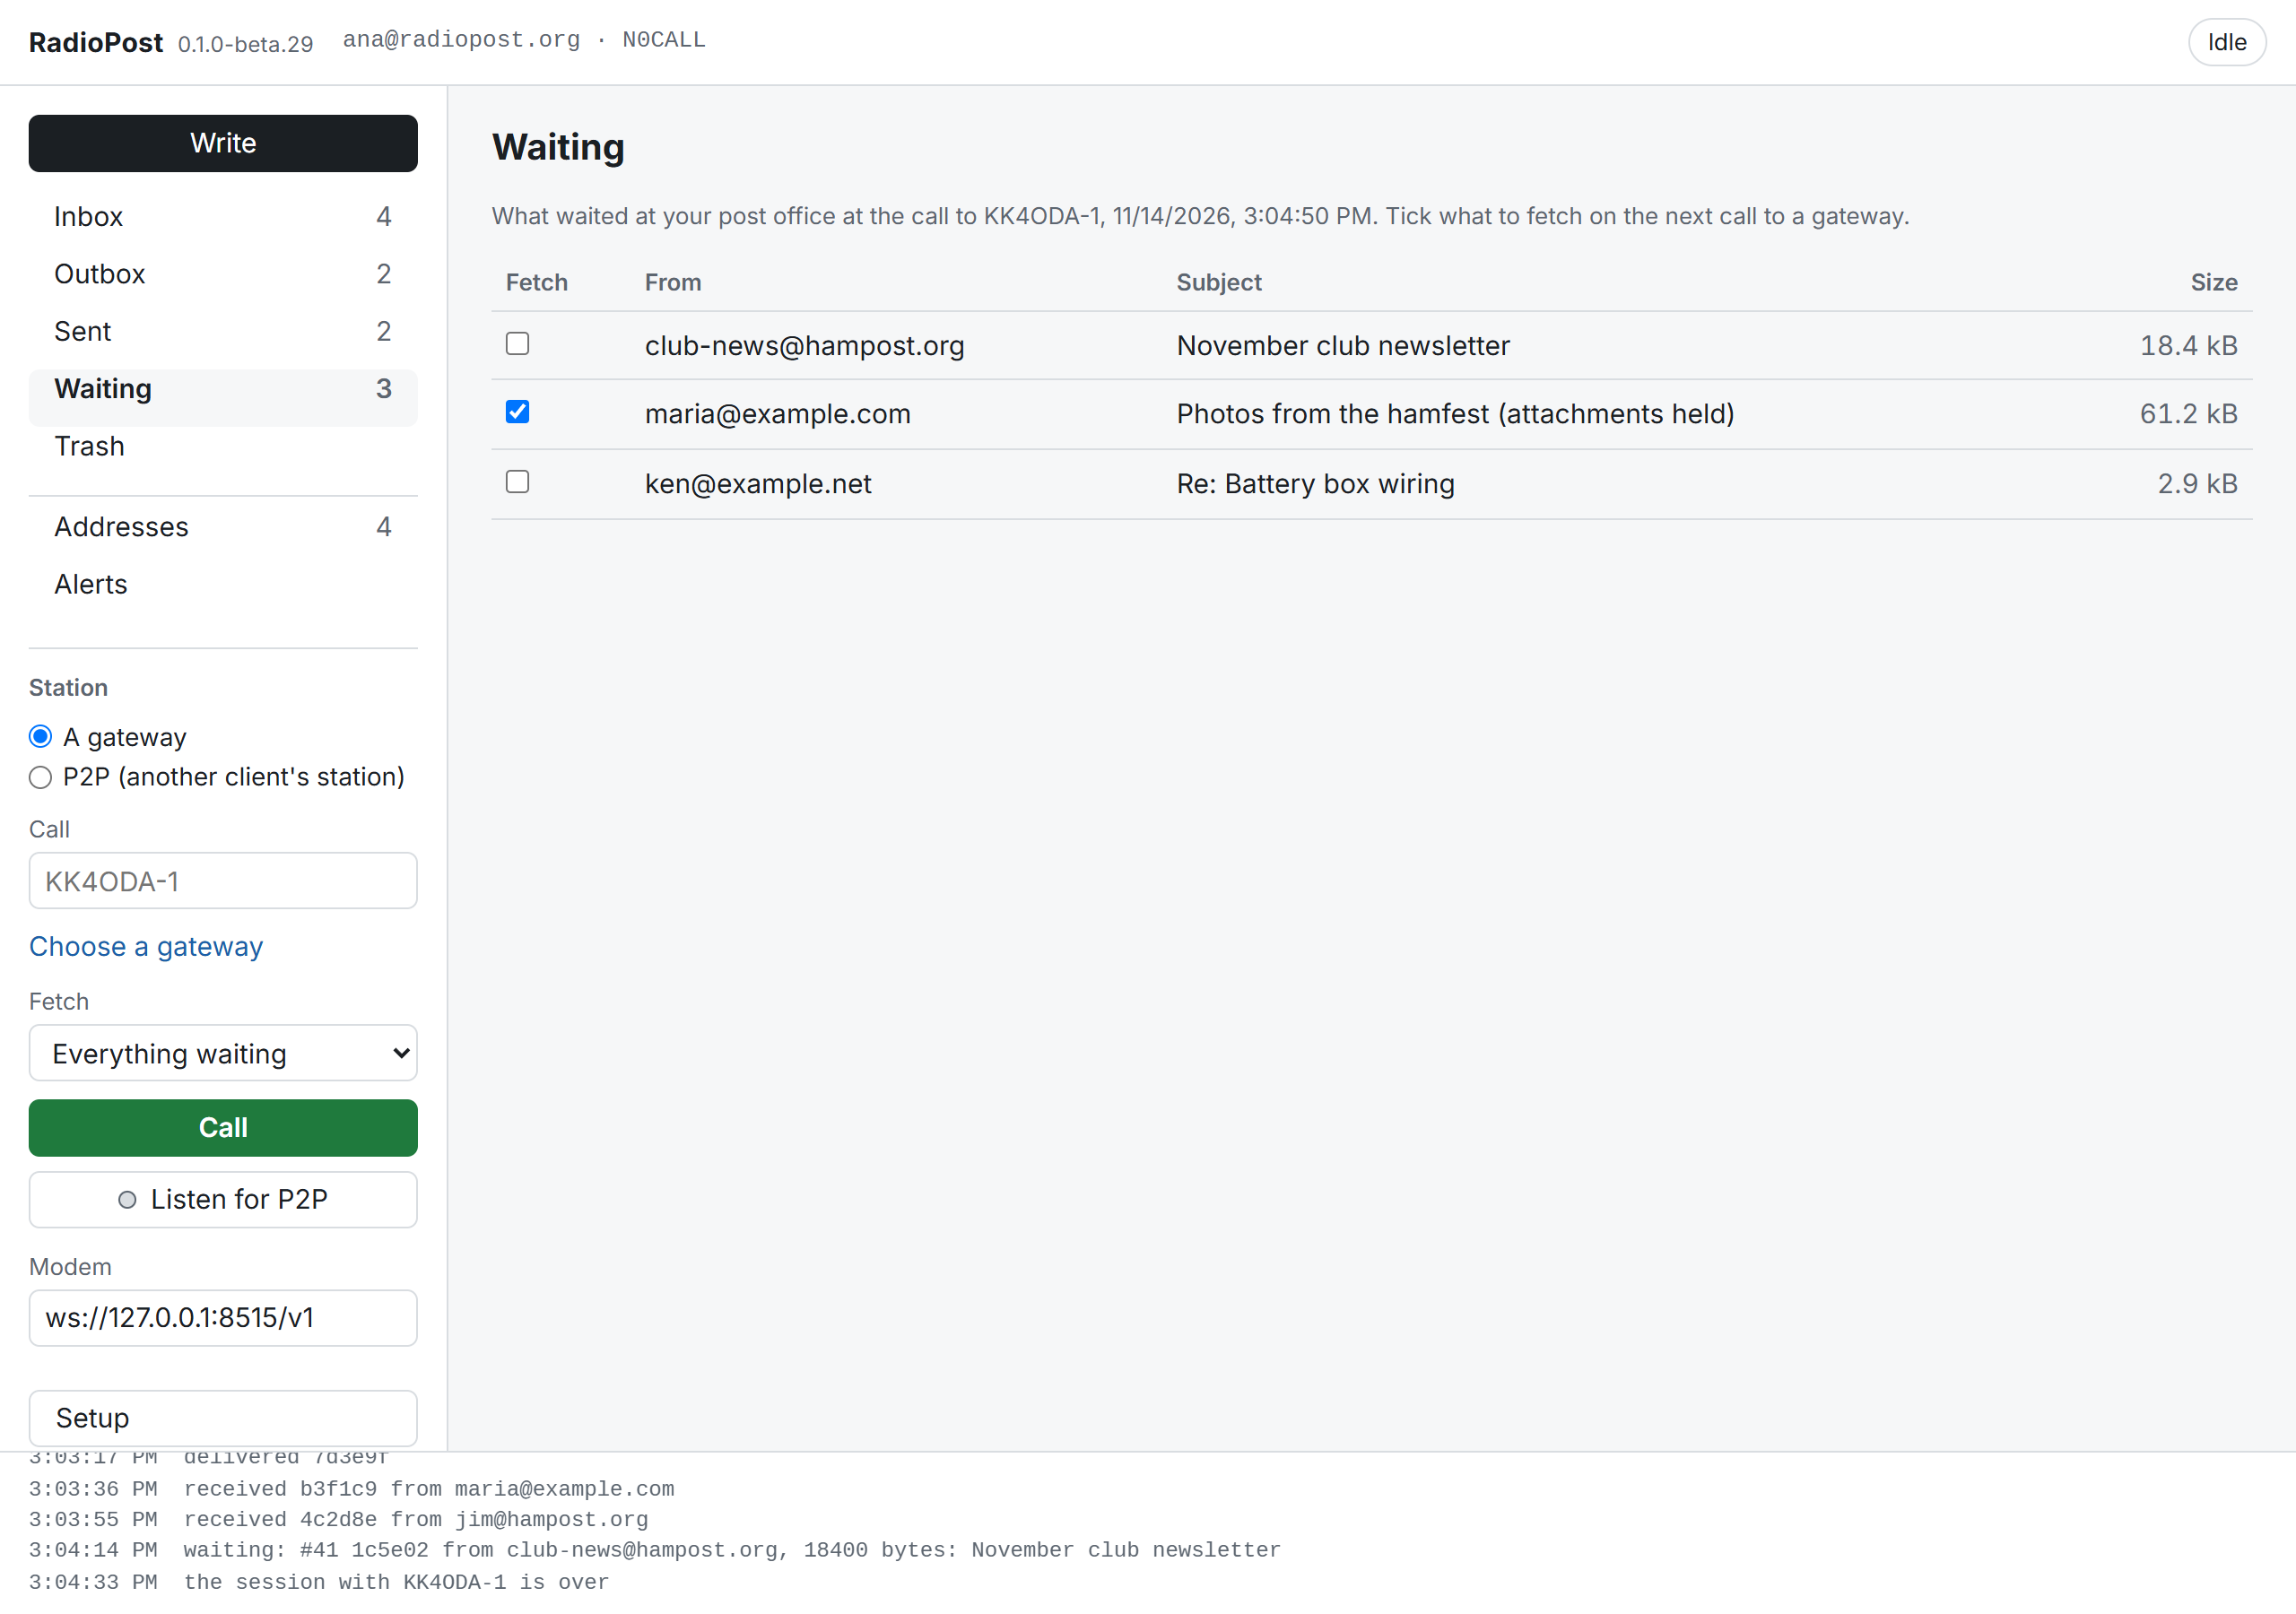 RadioPost 0.1.0-beta.29 ana@radiopost.org · N0CALL
Idle
Write
Inbox 4
Outbox 2
Sent 2
Waiting 3
Trash
Addresses 4
Alerts
Station
A gateway
P2P (another client's station)
Call
KK4ODA-1
Choose a gateway
Fetch
Everything waiting
Call
Listen for P2P
Modem
ws://127.0.0.1:8515/v1
Setup
Waiting
What waited at your post office at the call to KK4ODA-1, 11/14/2026, 3:04:50 PM. Tick what to fetch on the next call to a gateway.
Fetch From Subject Size
club-news@hampost.org November club newsletter 18.4 kB
maria@example.com Photos from the hamfest (attachments held) 61.2 kB
ken@example.net Re: Battery box wiring 2.9 kB
3:03:17 PM delivered 7d3e9f
3:03:36 PM received b3f1c9 from maria@example.com
3:03:55 PM received 4c2d8e from jim@hampost.org
3:04:14 PM waiting: #41 1c5e02 from club-news@hampost.org, 18400 bytes: November club newsletter
3:04:33 PM the session with KK4ODA-1 is over